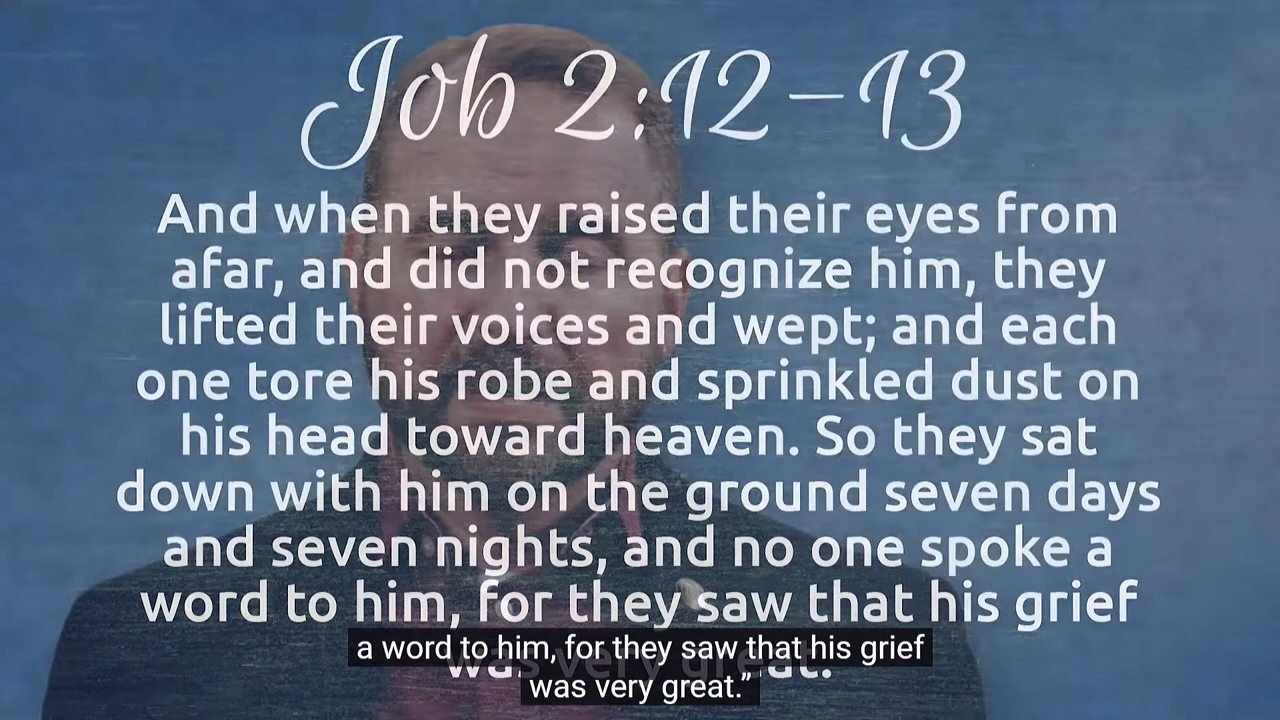 Job 2:12–13
And when they raised their eyes from
afar, and did not recognize him, they
lifted their voices and wept; and each
one tore his robe and sprinkled dust on
his head toward heaven. So they sat
down with him on the ground seven days
and seven nights, and no one spoke a
word to him, for they saw that his grief
was very great.
a word to him, for they saw that his grief
was very great.”